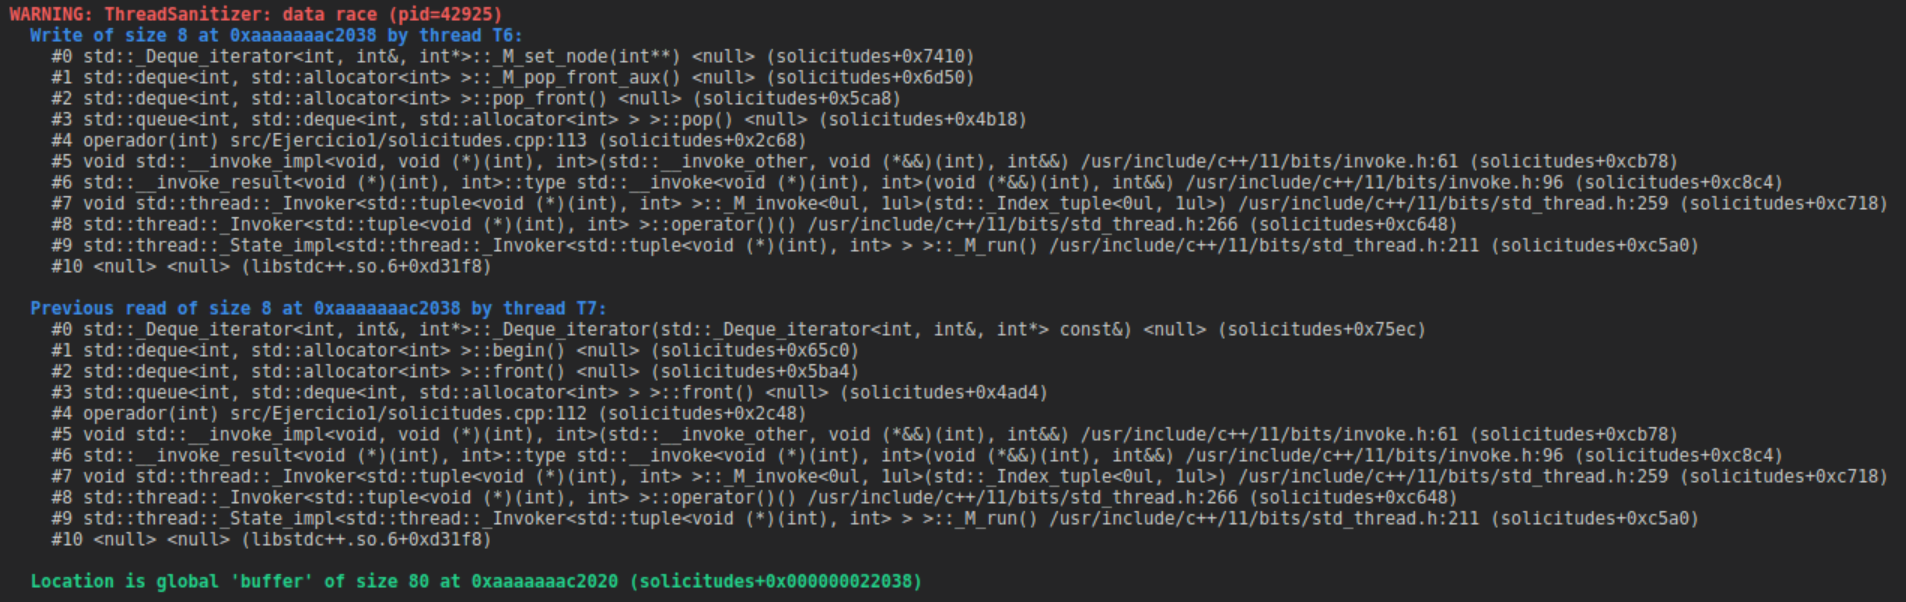 WARNING: ThreadSanitizer: data race (pid=42925)
Write of size 8 at 0xaaaaaaac2038 by thread T6:
#0 std::_Deque_iterator<int, int&, int*>::_M_set_node(int**) <null> (solicitudes+0x7410)
#1 std::deque<int, std::allocator<int> >::_M_pop_front_aux() <null> (solicitudes+0x6d50)
#2 std::deque<int, std::allocator<int> >::pop_front() <null> (solicitudes+0x5ca8)
#3 std::queue<int, std::deque<int, std::allocator<int> > >::pop() <null> (solicitudes+0x4b18)
#4 operador(int) src/Ejercicio1/solicitudes.cpp:113 (solicitudes+0x2c68)
#5 void std::__invoke_impl<void, void (*)(int), int>(std::__invoke_other, void (*&&)(int), int&&) /usr/include/c++/11/bits/invoke.h:61 (solicitudes+0xcb78)
#6 std::__invoke_result<void (*)(int), int>::type std::__invoke<void (*)(int), int>(void (*&&)(int), int&&) /usr/include/c++/11/bits/invoke.h:96 (solicitudes+0xc8c4)
#7 void std::thread::_Invoker<std::tuple<void (*)(int), int> >::_M_invoke<0ul, 1ul>(std::_Index_tuple<0ul, 1ul>) /usr/include/c++/11/bits/std_thread.h:259 (solicitudes+0xc718)
#8 std::thread::_Invoker<std::tuple<void (*)(int), int> >::operator()() /usr/include/c++/11/bits/std_thread.h:266 (solicitudes+0xc648)
#9 std::thread::_State_impl<std::thread::_Invoker<std::tuple<void (*)(int), int> > >::_M_run() /usr/include/c++/11/bits/std_thread.h:211 (solicitudes+0xc5a0)
#10 <null> <null> (libstdc++.so.6+0xd31f8)
Previous read of size 8 at 0xaaaaaaac2038 by thread T7:
#0 std::_Deque_iterator<int, int&, int*>::_Deque_iterator(std::_Deque_iterator<int, int&, int*> const&) <null> (solicitudes+0x75ec)
#1 std::deque<int, std::allocator<int> >::begin() <null> (solicitudes+0x65c0)
#2 std::deque<int, std::allocator<int> >::front() <null> (solicitudes+0x5ba4)
#3 std::queue<int, std::deque<int, std::allocator<int> > >::front() <null> (solicitudes+0x4ad4)
#4 operador(int) src/Ejercicio1/solicitudes.cpp:112 (solicitudes+0x2c48)
#5 void std::__invoke_impl<void, void (*)(int), int>(std::__invoke_other, void (*&&)(int), int&&) /usr/include/c++/11/bits/invoke.h:61 (solicitudes+0xcb78)
#6 std::__invoke_result<void (*)(int), int>::type std::__invoke<void (*)(int), int>(void (*&&)(int), int&&) /usr/include/c++/11/bits/invoke.h:96 (solicitudes+0xc8c4)
#7 void std::thread::_Invoker<std::tuple<void (*)(int), int> >::_M_invoke<0ul, 1ul>(std::_Index_tuple<0ul, 1ul>) /usr/include/c++/11/bits/std_thread.h:259 (solicitudes+0xc718)
#8 std::thread::_Invoker<std::tuple<void (*)(int), int> >::operator()() /usr/include/c++/11/bits/std_thread.h:266 (solicitudes+0xc648)
#9 std::thread::_State_impl<std::thread::_Invoker<std::tuple<void (*)(int), int> > >::_M_run() /usr/include/c++/11/bits/std_thread.h:211 (solicitudes+0xc5a0)
#10 <null> <null> (libstdc++.so.6+0xd31f8)
Location is global 'buffer' of size 80 at 0xaaaaaaac2020 (solicitudes+0x000000022038)